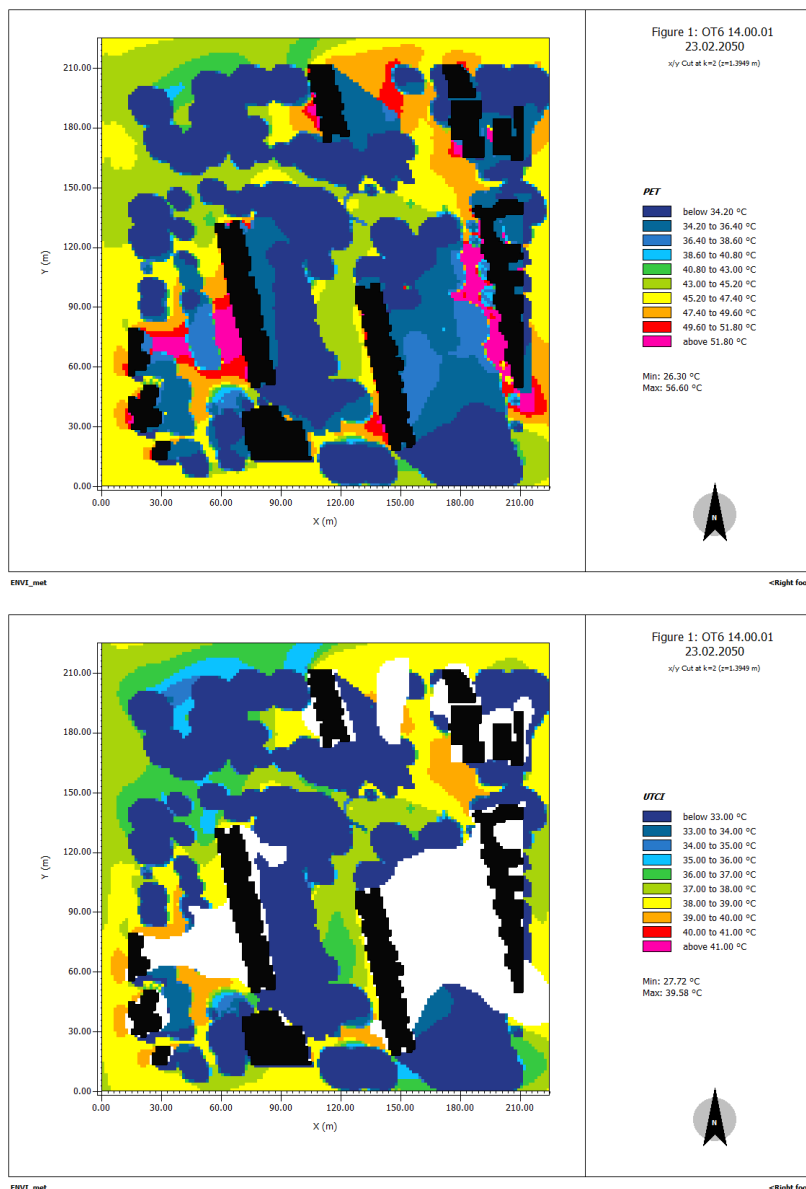 Figure 1: OT6 14.00.01
23.02.2050
x/y Cut at k=2 (z=1.3949 m)
210.00
180.00
150.00
120.00
90.00
60.00
30.00
0.00
Y (m)
0.00 30.00 60.00 90.00 120.00 150.00 180.00 210.00
X (m)
PET
below 34.20 °C
34.20 to 36.40 °C
36.40 to 38.60 °C
38.60 to 40.80 °C
40.80 to 43.00 °C
43.00 to 45.20 °C
45.20 to 47.40 °C
47.40 to 49.60 °C
49.60 to 51.80 °C
above 51.80 °C
Min: 26.30 °C
Max: 56.60 °C
N
ENVI_met
<Right foo
Figure 1: OT6 14.00.01
23.02.2050
x/y Cut at k=2 (z=1.3949 m)
210.00
180.00
150.00
120.00
90.00
60.00
30.00
0.00
Y (m)
0.00 30.00 60.00 90.00 120.00 150.00 180.00 210.00
X (m)
UTCI
below 33.00 °C
33.00 to 34.00 °C
34.00 to 35.00 °C
35.00 to 36.00 °C
36.00 to 37.00 °C
37.00 to 38.00 °C
38.00 to 39.00 °C
39.00 to 40.00 °C
40.00 to 41.00 °C
above 41.00 °C
Min: 27.72 °C
Max: 39.58 °C
N
ENVI_met
<Right foo